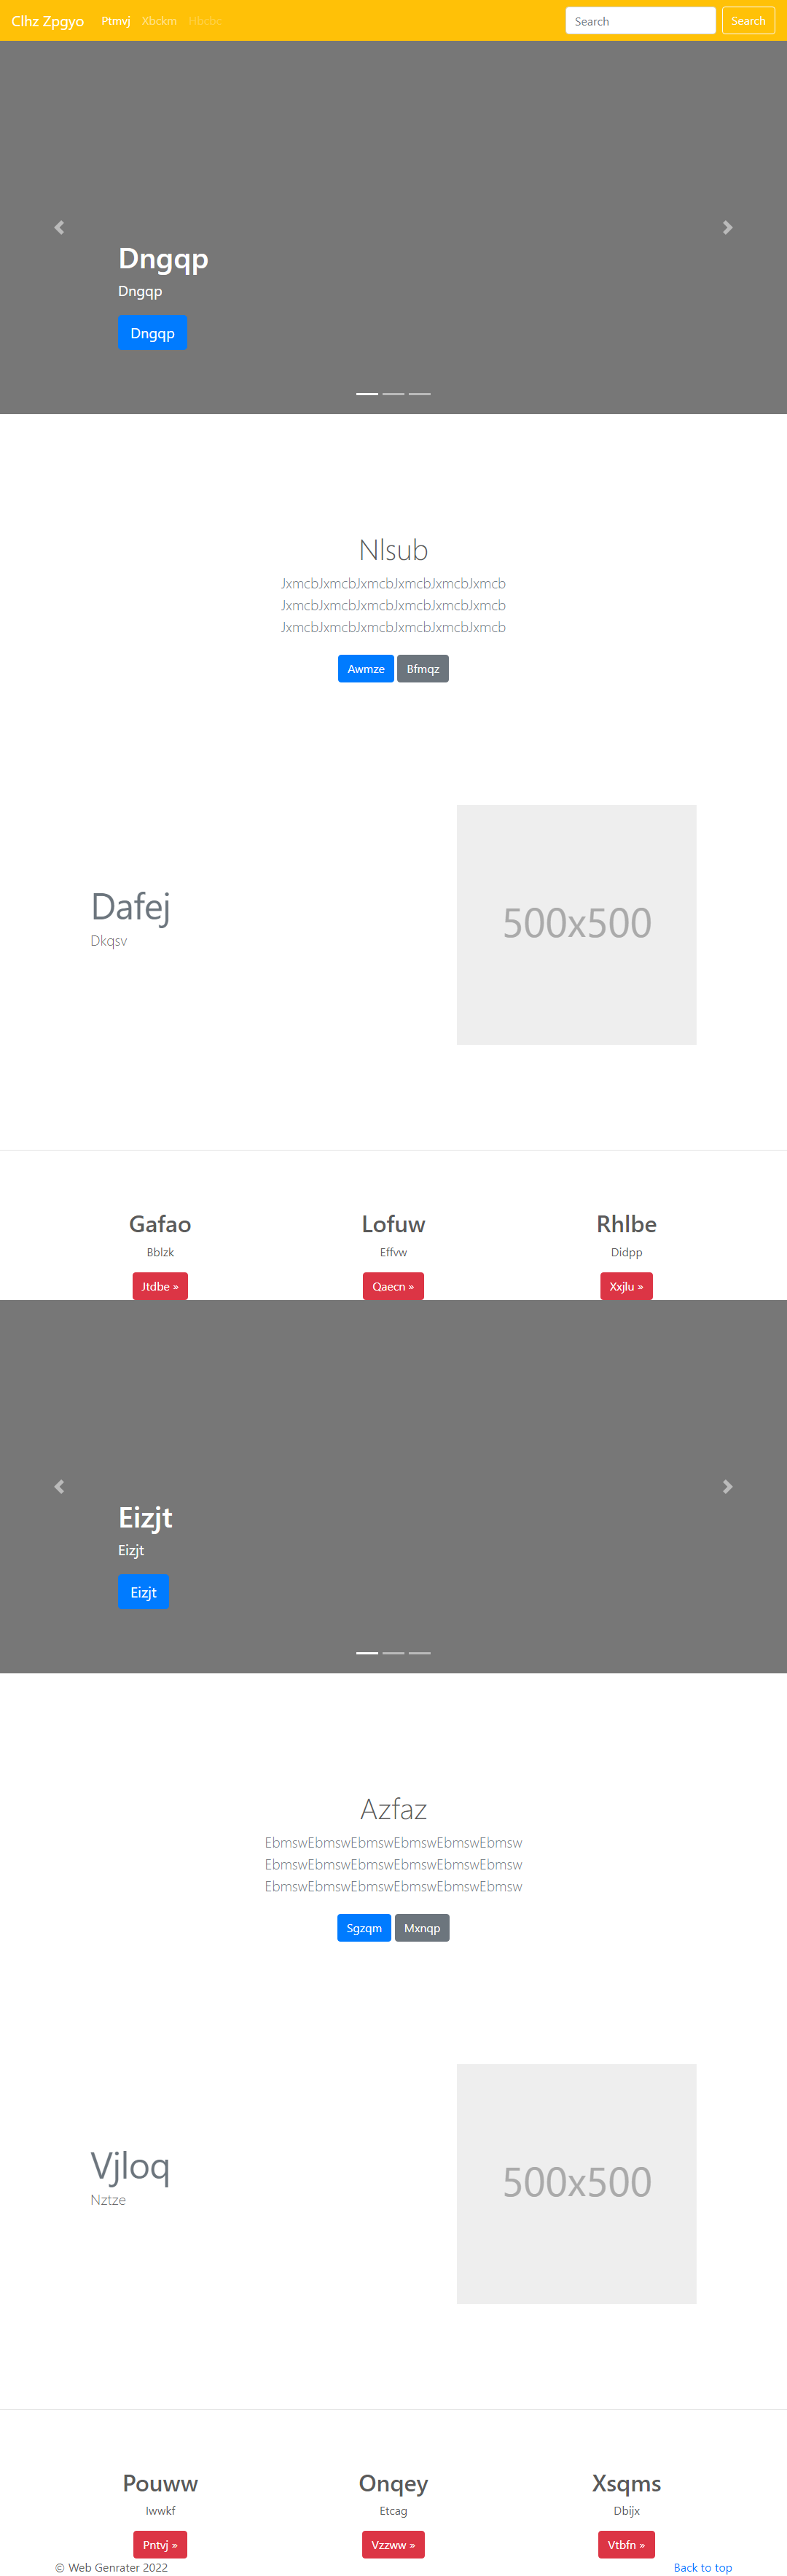 Clhz Zpgyo Ptmvj Xbckm Hbcbc Search Search
Dngqp
Dngqp
Dngqp
Nlsub
JxmcbJxmcbJxmcbJxmcbJxmcbJxmcb
JxmcbJxmcbJxmcbJxmcbJxmcbJxmcb
JxmcbJxmcbJxmcbJxmcbJxmcbJxmcb
Awmze Bfmqz
Dafej
Dkqsv
500x500
Gafao Lofuw Rhlbe
Bblzk Effvw Didpp
Jtdbe » Qaecn » Xxjlu »
Eizjt
Eizjt
Eizjt
Azfaz
EbmswEbmswEbmswEbmswEbmswEbmsw
EbmswEbmswEbmswEbmswEbmswEbmsw
EbmswEbmswEbmswEbmswEbmswEbmsw
Sgzqm Mxnqp
Vjloq
Nztze
500x500
Pouww Onqey Xsqms
Iwwkf Etcag Dbijx
Pntvj » Vzzww » Vtbfn »
© Web Genrater 2022 Back to top